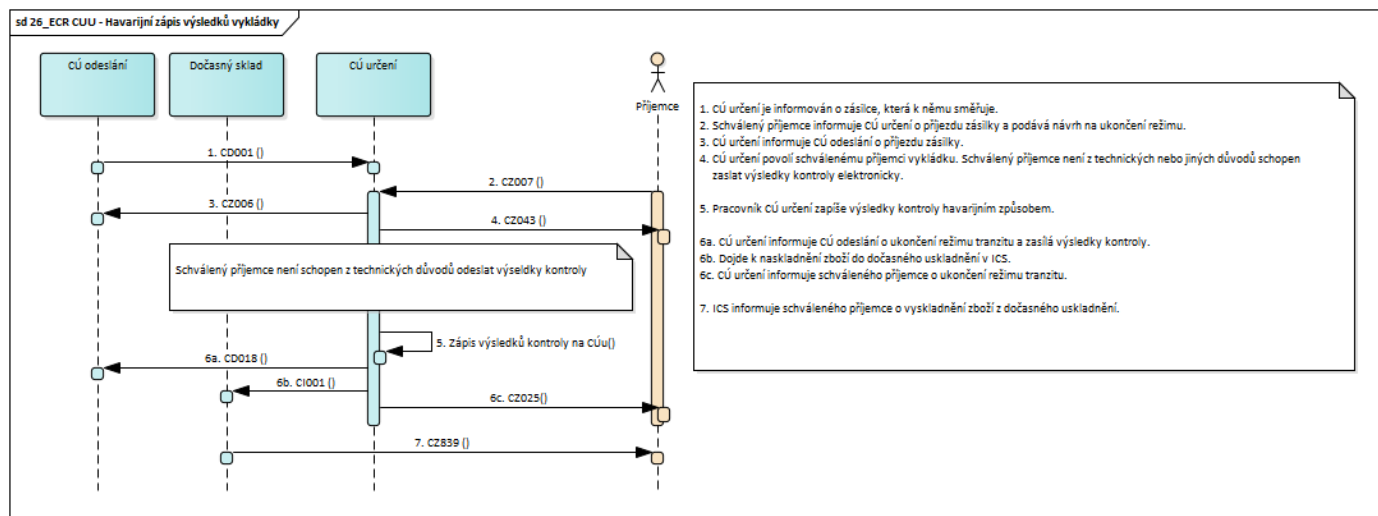 sd 26_ECR CUU - Havarijní zápis výsledků vykládky
CÚ odeslání
Dočasný sklad
CÚ určení
Příjemce
1. CD001 ()
2. CZ007 ()
3. CZ006 ()
4. CZ043 ()
Schválený příjemce není schopen z technických důvodů odeslat výseldky kontroly
5. Zápis výsledků kontroly na CÚu()
6a. CD018 ()
6b. CI001 ()
6c. CZ025()
7. CZ839 ()
1. CÚ určení je informován o zásilce, která k němu směřuje.
2. Schválený příjemce informuje CÚ určení o příjezdu zásilky a podává návrh na ukončení režimu.
3. CÚ určení informuje CÚ odeslání o příjezdu zásilky.
4. CÚ určení povolí schválenému příjemci vykládku. Schválený příjemce není z technických nebo jiných důvodů schopen
zaslat výsledky kontroly elektronicky.
5. Pracovník CÚ určení zapíše výsledky kontroly havarijním způsobem.
6a. CÚ určení informuje CÚ odeslání o ukončení režimu tranzitu a zasílá výsledky kontroly.
6b. Dojde k naskladnění zboží do dočasného uskladnění v ICS.
6c. CÚ určení informuje schváleného příjemce o ukončení režimu tranzitu.
7. ICS informuje schváleného příjemce o vyskladnění zboží z dočasného uskladnění.